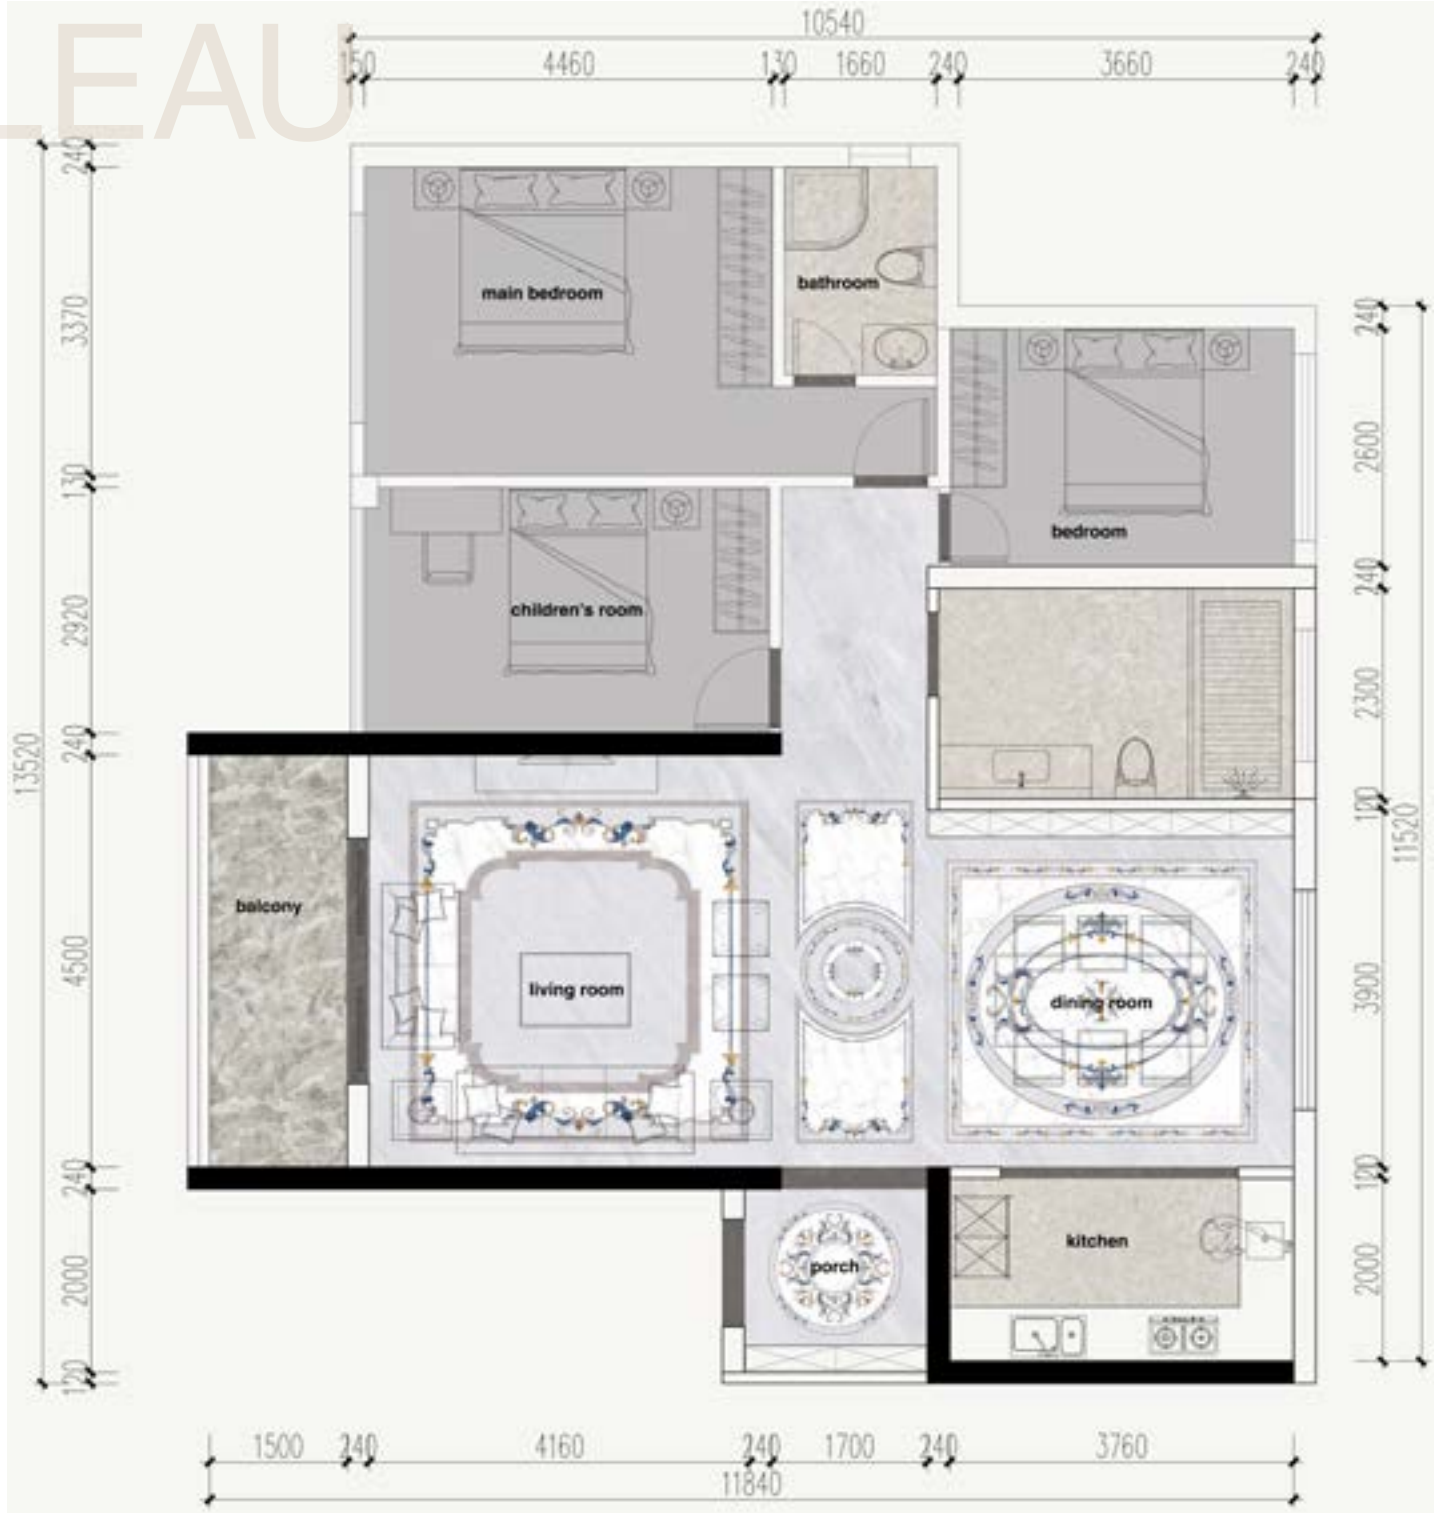 LEAU
10540
150 4460 130 1660 240 3660 240
240
3370
130
2920
240
4500
240
2000
120
13520
main bedroom
bathroom
bedroom
children's room
balcony
living room
dining room
porch
kitchen
240
2600
240
2300
120
3900
120
2000
11520
1500 240 4160 240 1700 240 3760
11840